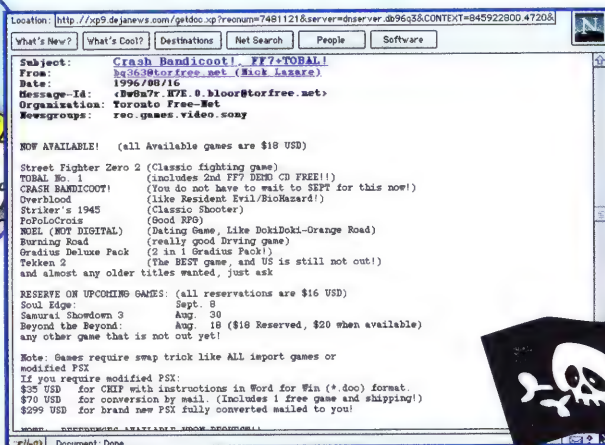 Location: http://xp9.dejanews.com/getdoc.xp?recnum=7481121&server=dnserver.db96q3&CONTEXT=845922800.4720&
What's New? What's Cool? Destinations Net Search People Software
N
Subject: Crash Bandicoot!, FF7+TOBAL!
From: bq363@torfree.net (Nick Lazare)
Date: 1996/08/16
Message-Id: <Dw8n7r.H7E.0.bloor@torfree.net>
Organization: Toronto Free-Net
Newsgroups: rec.games.video.sony
NOW AVAILABLE! (all Available games are $18 USD)
Street Fighter Zero 2 (Classic fighting game)
TOBAL No. 1 (includes 2nd FF7 DEMO CD FREE!!)
CRASH BANDICOOT! (You do not have to wait to SEPT for this now!)
Overblood (like Resident Evil/BioHazard!)
Striker's 1945 (Classic Shooter)
PoPoLoCrois (Good RPG)
NOEL (NOT DIGITAL) (Dating Game, Like DokiDoki-Orange Road)
Burning Road (really good Drving game)
Gradius Deluxe Pack (2 in 1 Gradius Pack!)
Tekken 2 (The BEST game, and US is still not out!)
and almost any older titles wanted, just ask
RESERVE ON UPCOMING GAMES: (all reservations are $16 USD)
Soul Edge: Sept. 8
Samurai Showdown 3 Aug. 30
Beyond the Beyond: Aug. 18 ($18 Reserved, $20 when available)
any other game that is not out yet!
Note: Games require swap trick like ALL import games or
modified PSX
If you require modified PSX:
$35 USD for CHIP with instructions in Word for Win (*.doc) format.
$70 USD for conversion by mail. (Includes 1 free game and shipping!)
$299 USD for brand new PSX fully converted mailed to you!
Document: Done